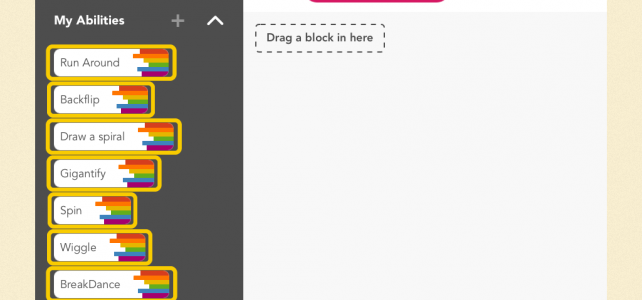 My Abilities
Drag a block in here
Run Around
Backflip
Draw a spiral
Gigantify
Spin
Wiggle
BreakDance